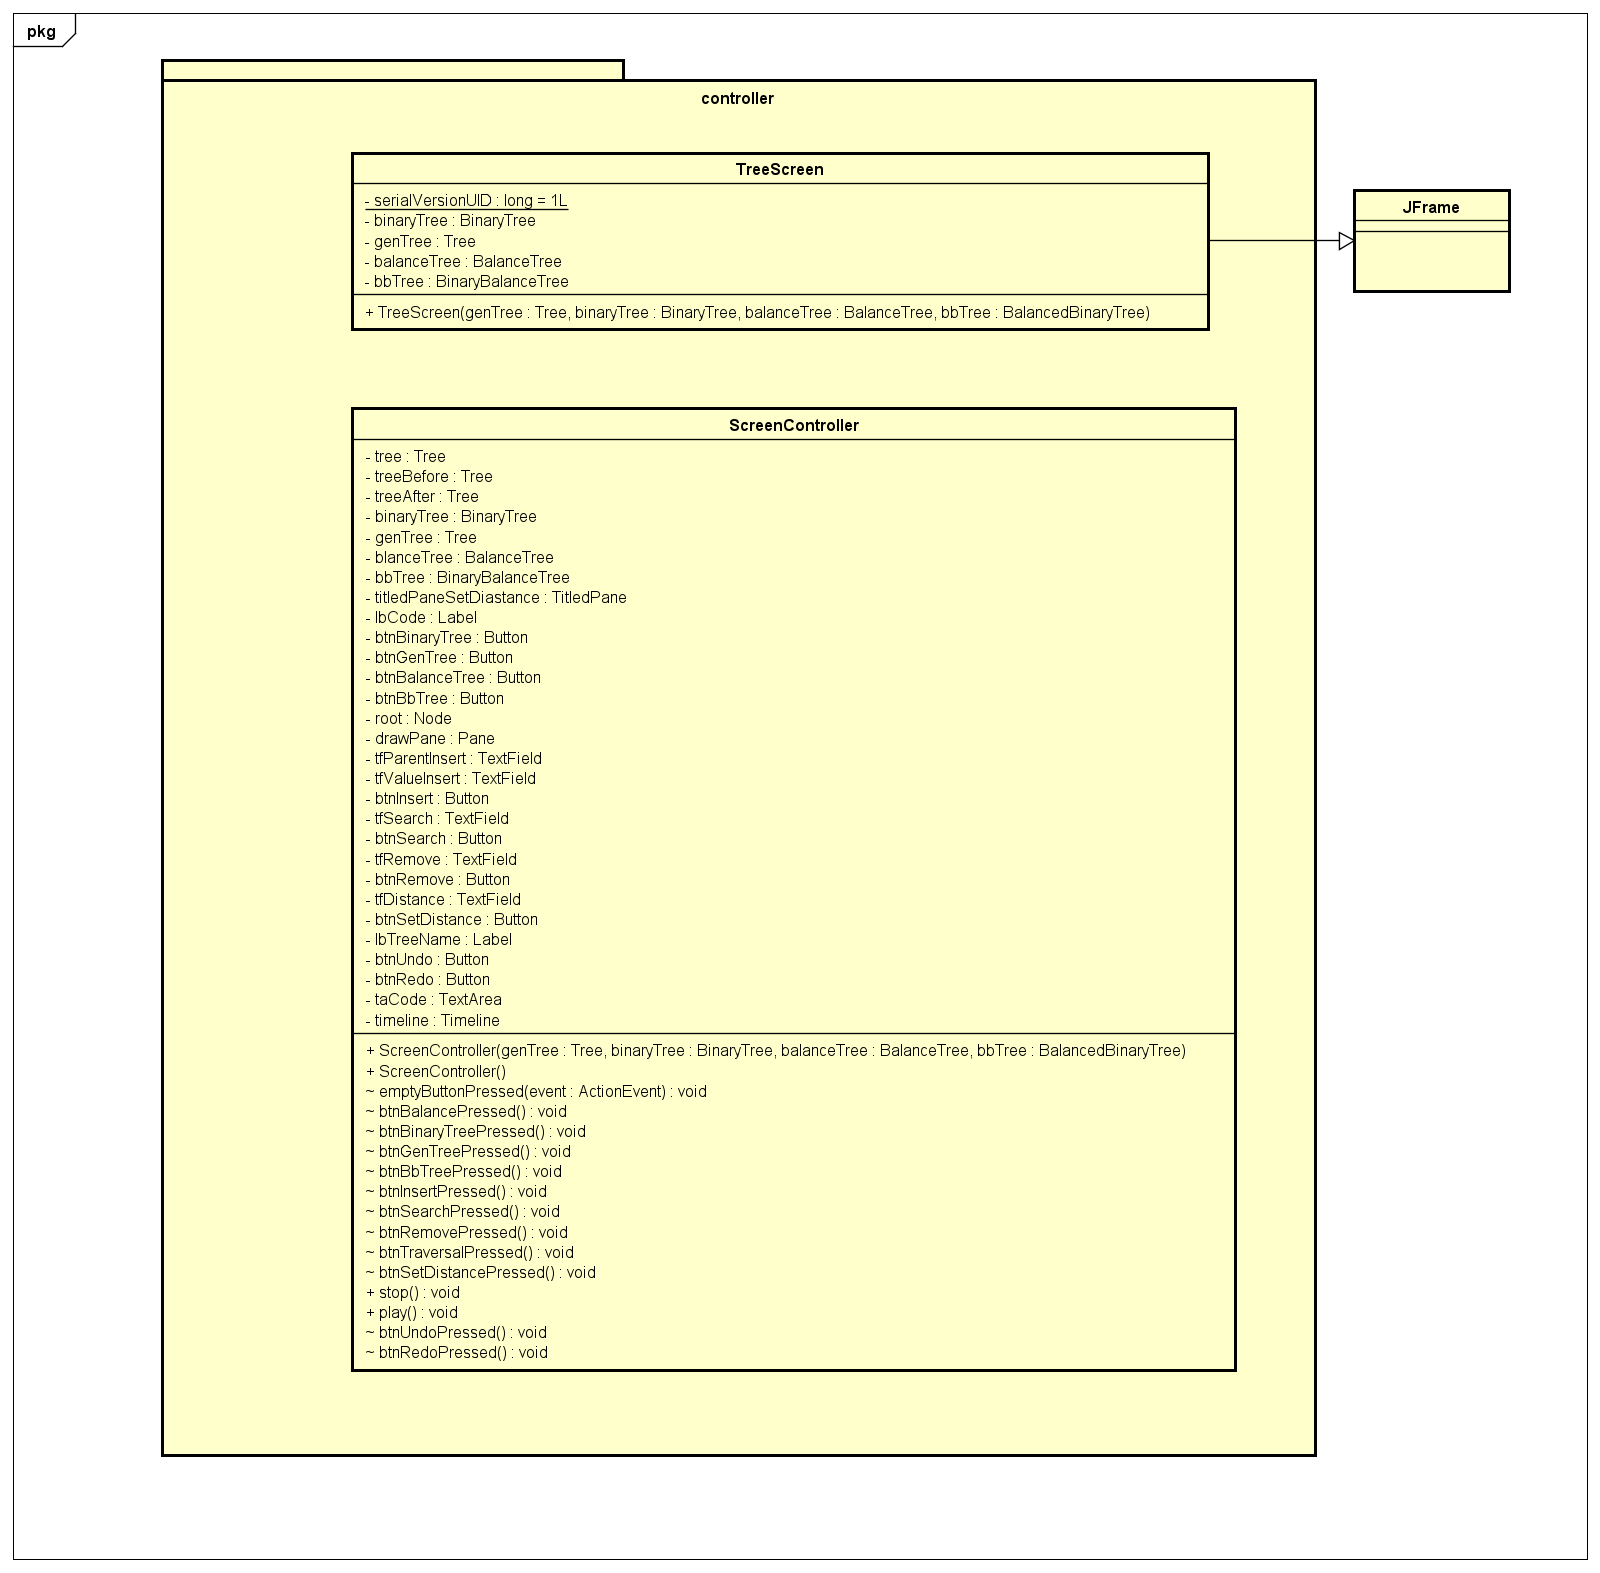 pkg
controller
TreeScreen
- serialVersionUID : long = 1L
- binaryTree : BinaryTree
- genTree : Tree
- balanceTree : BalanceTree
- bbTree : BinaryBalanceTree
+ TreeScreen(genTree : Tree, binaryTree : BinaryTree, balanceTree : BalanceTree, bbTree : BalancedBinaryTree)
JFrame
ScreenController
- tree : Tree
- treeBefore : Tree
- treeAfter : Tree
- binaryTree : BinaryTree
- genTree : Tree
- blanceTree : BalanceTree
- bbTree : BinaryBalanceTree
- titledPaneSetDiastance : TitledPane
- lbCode : Label
- btnBinaryTree : Button
- btnGenTree : Button
- btnBalanceTree : Button
- btnBbTree : Button
- root : Node
- drawPane : Pane
- tfParentInsert : TextField
- tfValueInsert : TextField
- btnInsert : Button
- tfSearch : TextField
- btnSearch : Button
- tfRemove : TextField
- btnRemove : Button
- tfDistance : TextField
- btnSetDistance : Button
- lbTreeName : Label
- btnUndo : Button
- btnRedo : Button
- taCode : TextArea
- timeline : Timeline
+ ScreenController(genTree : Tree, binaryTree : BinaryTree, balanceTree : BalanceTree, bbTree : BalancedBinaryTree)
+ ScreenController()
~ emptyButtonPressed(event : ActionEvent) : void
~ btnBalancePressed() : void
~ btnBinaryTreePressed() : void
~ btnGenTreePressed() : void
~ btnBbTreePressed() : void
~ btnInsertPressed() : void
~ btnSearchPressed() : void
~ btnRemovePressed() : void
~ btnTraversalPressed() : void
~ btnSetDistancePressed() : void
+ stop() : void
+ play() : void
~ btnUndoPressed() : void
~ btnRedoPressed() : void